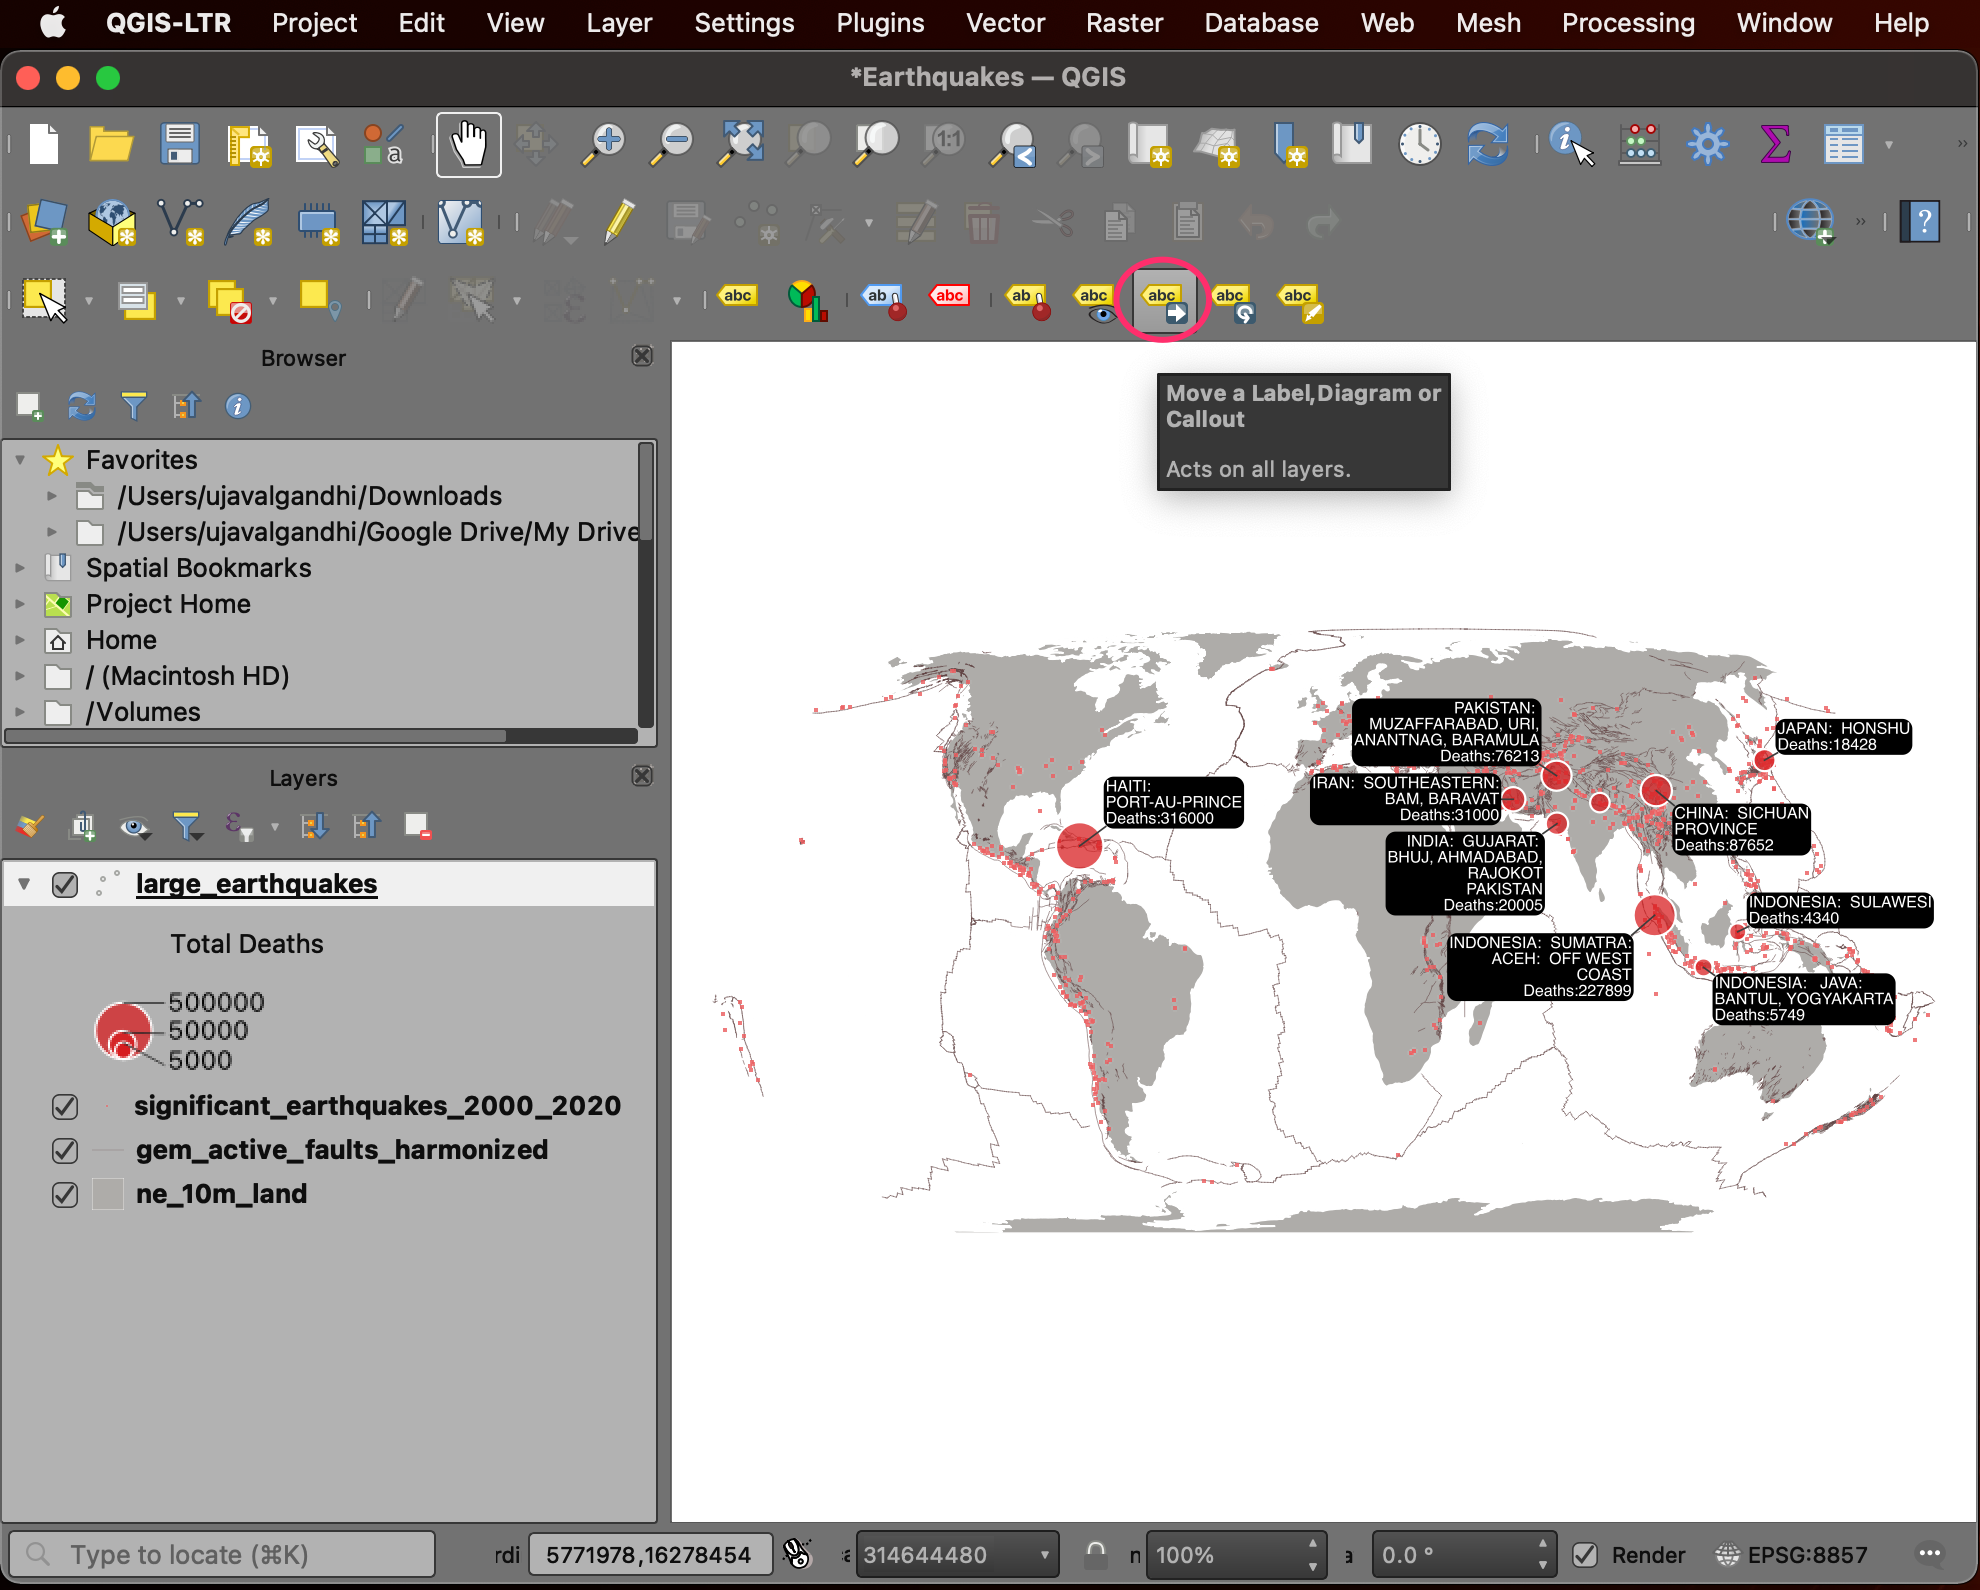 QGIS-LTR Project Edit View Layer Settings Plugins Vector Raster Database Web Mesh Processing Window Help
*Earthquakes — QGIS
1:1
a
abc ab abc ab abc abc abc abc
Browser
Move a Label,Diagram or
Callout
Acts on all layers.
Favorites
/Users/ujavalgandhi/Downloads
/Users/ujavalgandhi/Google Drive/My Drive
Spatial Bookmarks
Project Home
Home
/ (Macintosh HD)
/Volumes
Layers
large_earthquakes
Total Deaths
500000
50000
5000
significant_earthquakes_2000_2020
gem_active_faults_harmonized
ne_10m_land
PAKISTAN:
MUZAFFARABAD, URI,
ANANTNAG, BARAMULA
Deaths:76213
JAPAN: HONSHU
Deaths:18428
HAITI:
PORT-AU-PRINCE
Deaths:316000
IRAN: SOUTHEASTERN:
BAM, BARAVAT
Deaths:31000
CHINA: SICHUAN
PROVINCE
Deaths:87652
INDIA: GUJARAT:
BHUJ, AHMADABAD,
RAJOKOT
PAKISTAN
Deaths:20005
INDONESIA: SULAWESI
Deaths:4340
INDONESIA: SUMATRA:
ACEH: OFF WEST
COAST
Deaths:227899
INDONESIA: JAVA:
BANTUL, YOGYAKARTA
Deaths:5749
Type to locate (⌘K) rdi 5771978,16278454 314644480 100% 0.0 ° Render EPSG:8857